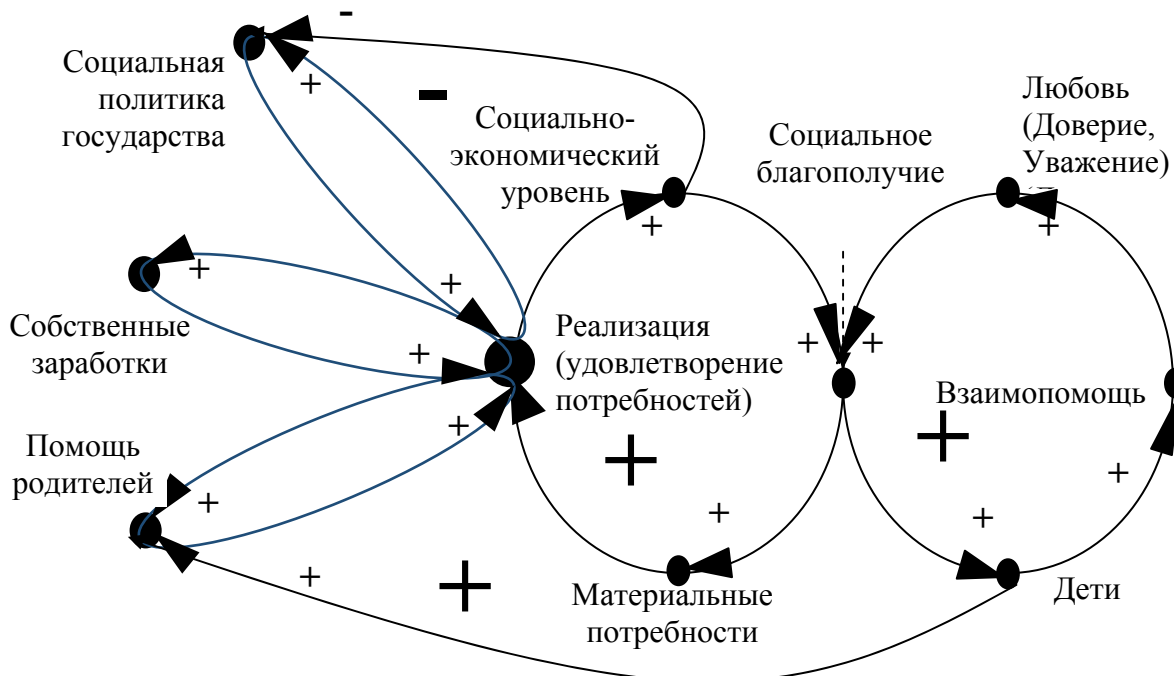 -
Социальная
политика
государства
+
-
Социально-
экономический
уровень
+
Социальное
благополучие
Любовь
(Доверие,
Уважение)
+
+
Собственные
заработки
+
+
Реализация
(удовлетворение
потребностей)
+
+
+
Взаимопомощь
+
Помощь
родителей
+
+
+
+
+
+
+
+
Материальные
потребности
Дети